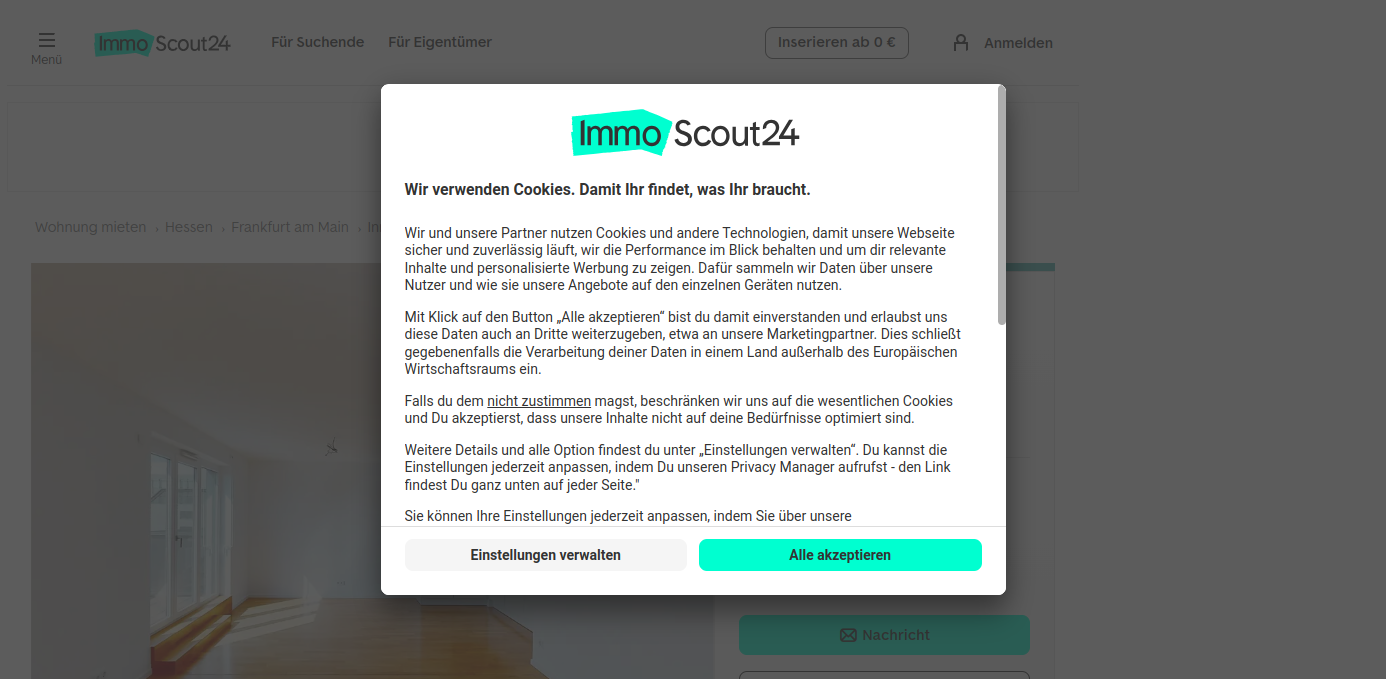 Menü
ImmoScout24
Für Suchende
Für Eigentümer
Inserieren ab 0 €
Anmelden
ImmoScout24
Wir verwenden Cookies. Damit Ihr findet, was Ihr braucht.
Wohnung mieten › Hessen › Frankfurt am Main ›
Wir und unsere Partner nutzen Cookies und andere Technologien, damit unsere Webseite
sicher und zuverlässig läuft, wir die Performance im Blick behalten und um dir relevante
Inhalte und personalisierte Werbung zu zeigen. Dafür sammeln wir Daten über unsere
Nutzer und wie sie unsere Angebote auf den einzelnen Geräten nutzen.
Mit Klick auf den Button „Alle akzeptieren“ bist du damit einverstanden und erlaubst uns
diese Daten auch an Dritte weiterzugeben, etwa an unsere Marketingpartner. Dies schließt
gegebenenfalls die Verarbeitung deiner Daten in einem Land außerhalb des Europäischen
Wirtschaftsraums ein.
Falls du dem nicht zustimmen magst, beschränken wir uns auf die wesentlichen Cookies
und Du akzeptierst, dass unsere Inhalte nicht auf deine Bedürfnisse optimiert sind.
Weitere Details und alle Option findest du unter „Einstellungen verwalten“. Du kannst die
Einstellungen jederzeit anpassen, indem Du unseren Privacy Manager aufrufst - den Link
findest Du ganz unten auf jeder Seite."
Sie können Ihre Einstellungen jederzeit anpassen, indem Sie über unsere
Einstellungen verwalten
Alle akzeptieren
Nachricht